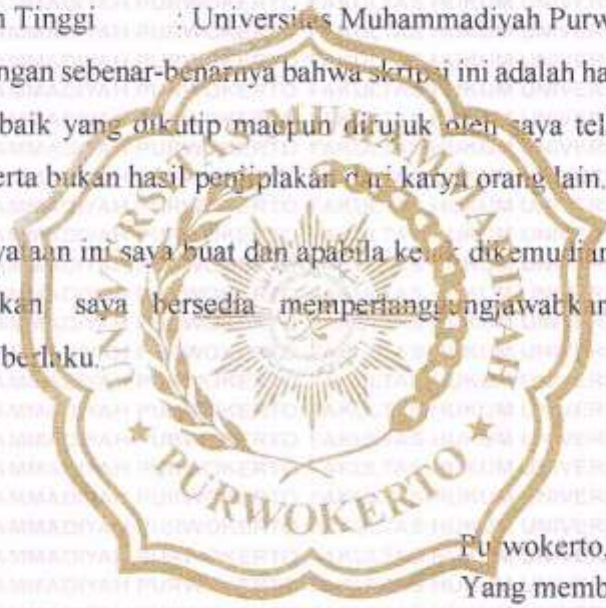 n Tinggi : Universitas Muhammadiyah Purw
ngan sebenar-benarnya bahwa skripsi ini adalah ha
baik yang dikutip maupun dirujuk oleh saya tel
erta bukan hasil penjiplakan dari karya orang lain.
yataan ini saya buat dan apabila kelak dikemudian
kan saya bersedia mempertanggungjawabkan
berlaku.
UNIVERSITAS MUHAMMADIYAH
PURWOKERTO
Purwokerto,
Yang memb